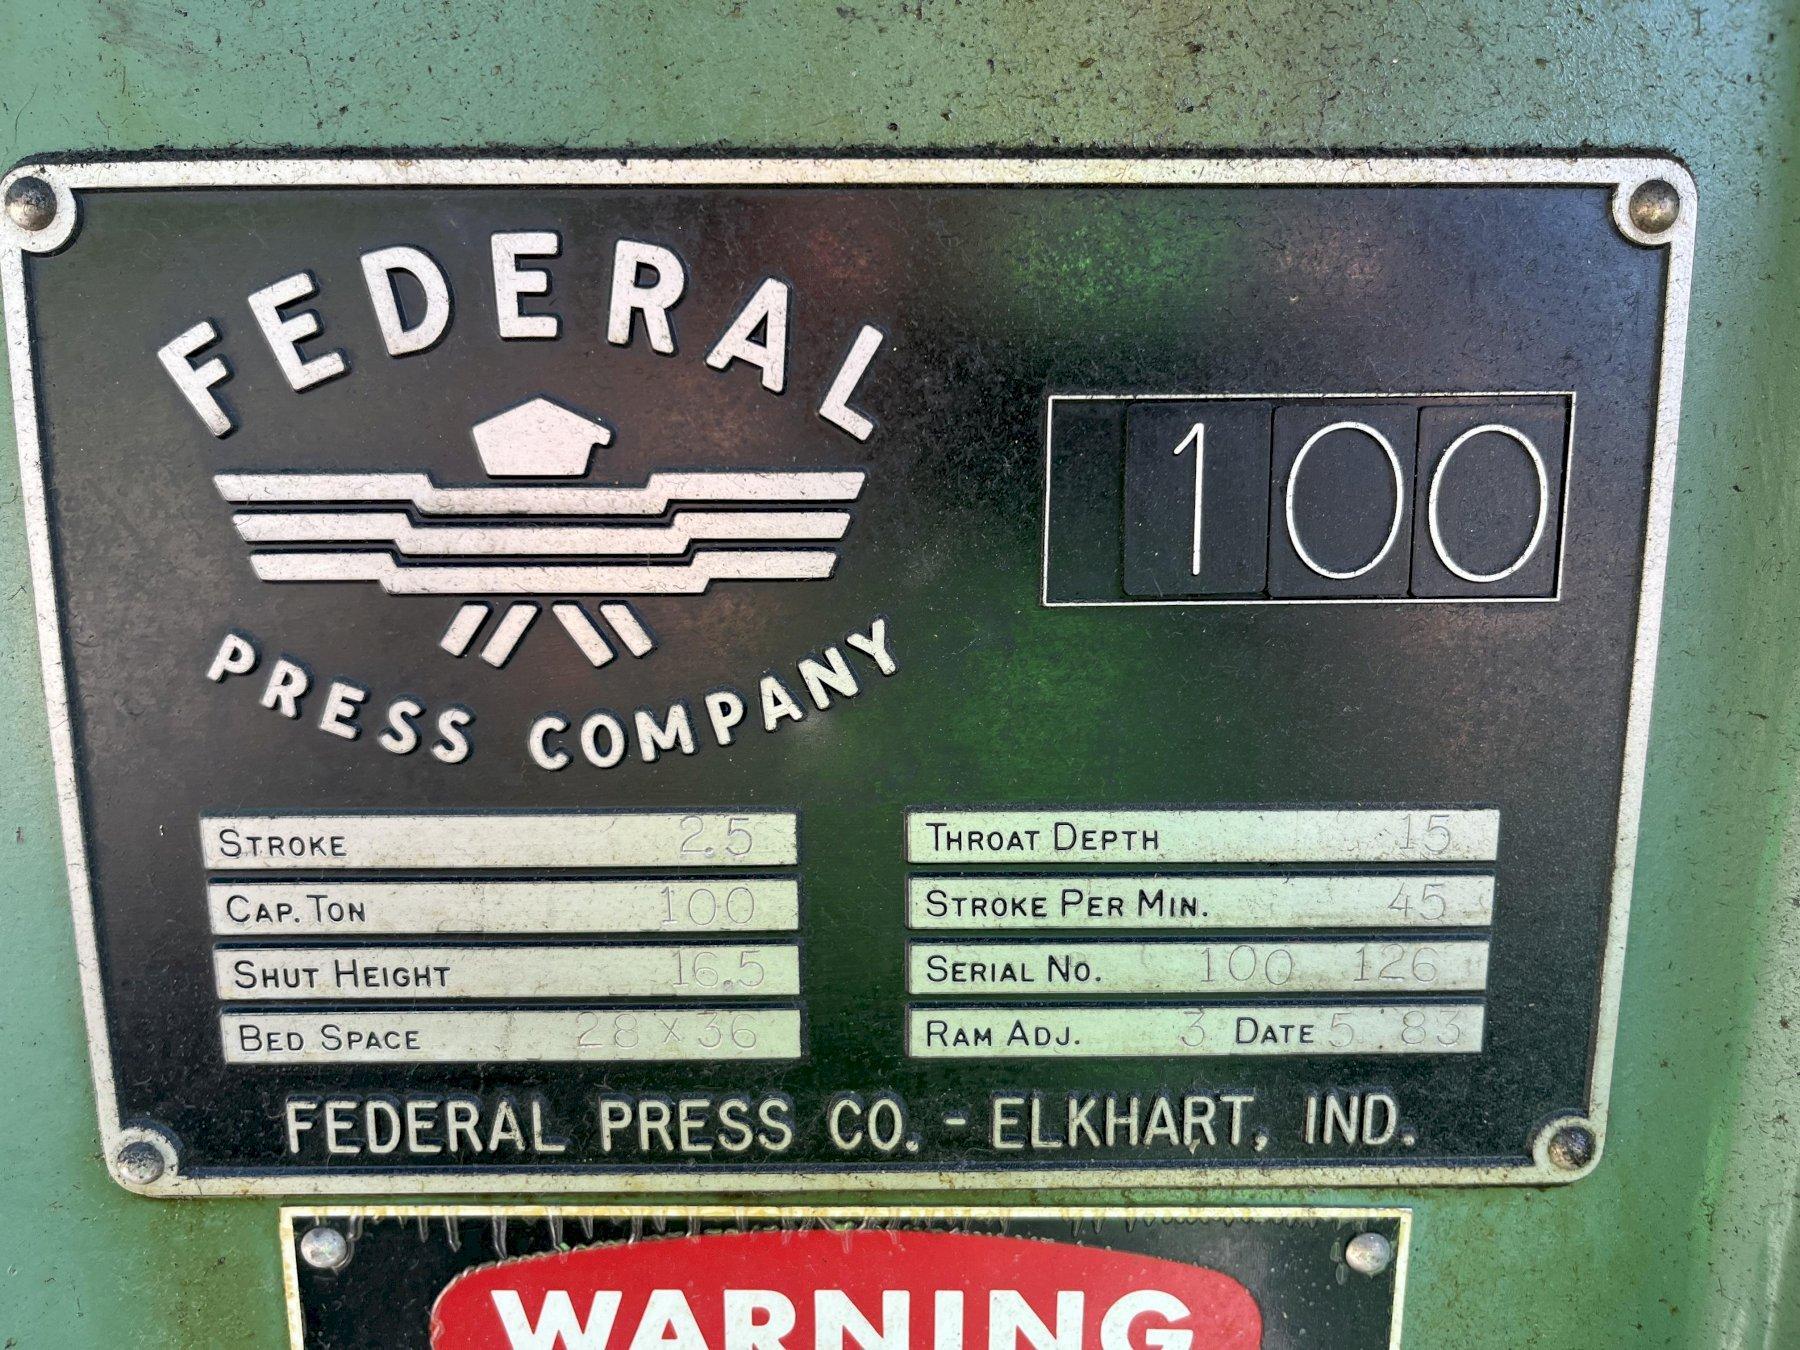 FEDERAL
PRESS COMPANY
100
STROKE 2.5
CAP. TON 100
SHUT HEIGHT 16.5
BED SPACE 28 x 36
THROAT DEPTH 15
STROKE PER MIN. 45
SERIAL NO. 100 126
RAM ADJ. 3 DATE 5 83
FEDERAL PRESS CO. - ELKHART, IND.
WARNING